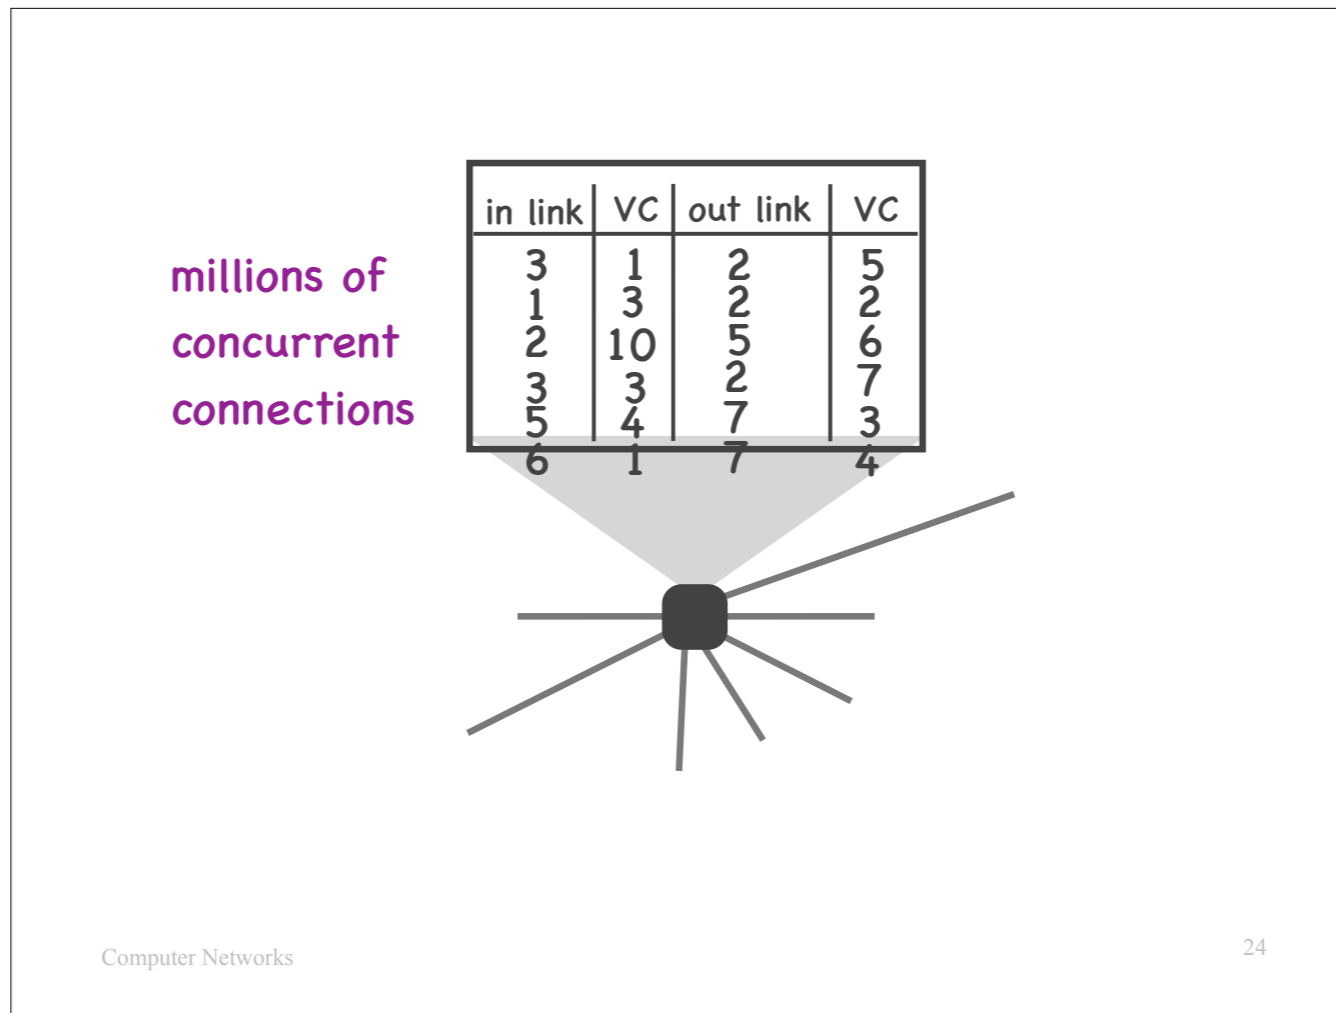 in link VC out link VC
3 1 2 5
1 3 2 2
2 10 5 6
3 3 2 7
5 4 7 3
6 1 7 4
millions of
concurrent
connections
Computer Networks
24